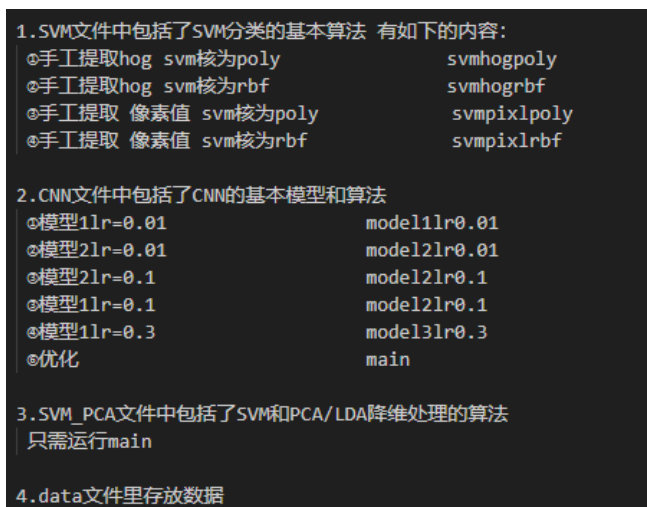 1.SVM文件中包括了SVM分类的基本算法 有如下的内容:
①手工提取hog svm核为poly svmhogpoly
②手工提取hog svm核为rbf svmhogrbf
③手工提取 像素值 svm核为poly svmpixlpoly
④手工提取 像素值 svm核为rbf svmpixlrbf
2.CNN文件中包括了CNN的基本模型和算法
①模型1lr=0.01 model1lr0.01
②模型2lr=0.01 model2lr0.01
③模型2lr=0.1 model2lr0.1
③模型1lr=0.1 model2lr0.1
④模型1lr=0.3 model3lr0.3
⑤优化 main
3.SVM_PCA文件中包括了SVM和PCA/LDA降维处理的算法
只需运行main
4.data文件里存放数据